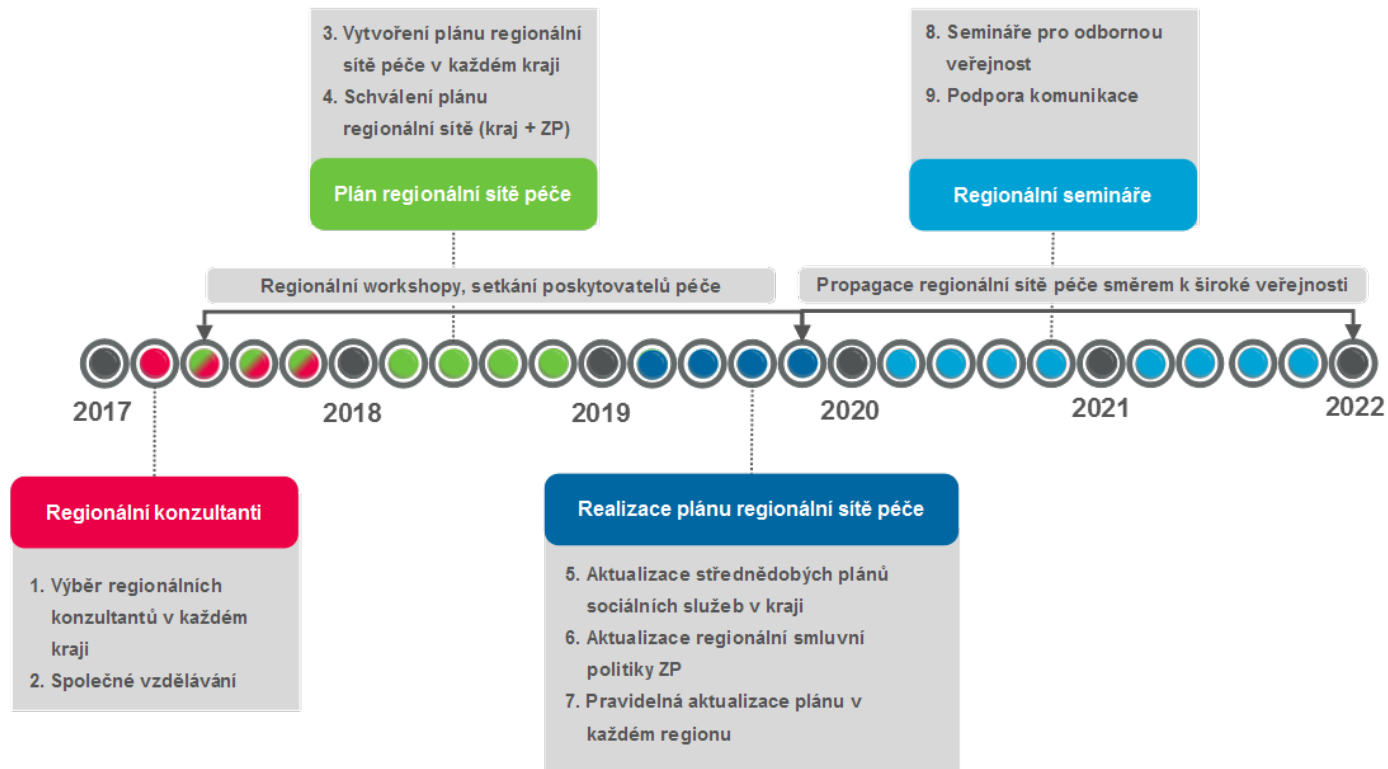 3. Vytvoření plánu regionální
sítě péče v každém kraji
4. Schválení plánu
regionální sítě (kraj + ZP)
Plán regionální sítě péče
8. Semináře pro odbornou
veřejnost
9. Podpora komunikace
Regionální semináře
Regionální workshopy, setkání poskytovatelů péče
Propagace regionální sítě péče směrem k široké veřejnosti
2017
2018
2019
2020
2021
2022
Regionální konzultanti
1. Výběr regionálních
konzultantů v každém
kraji
2. Společné vzdělávání
Realizace plánu regionální sítě péče
5. Aktualizace střednědobých plánů
sociálních služeb v kraji
6. Aktualizace regionální smluvní
politiky ZP
7. Pravidelná aktualizace plánu v
každém regionu